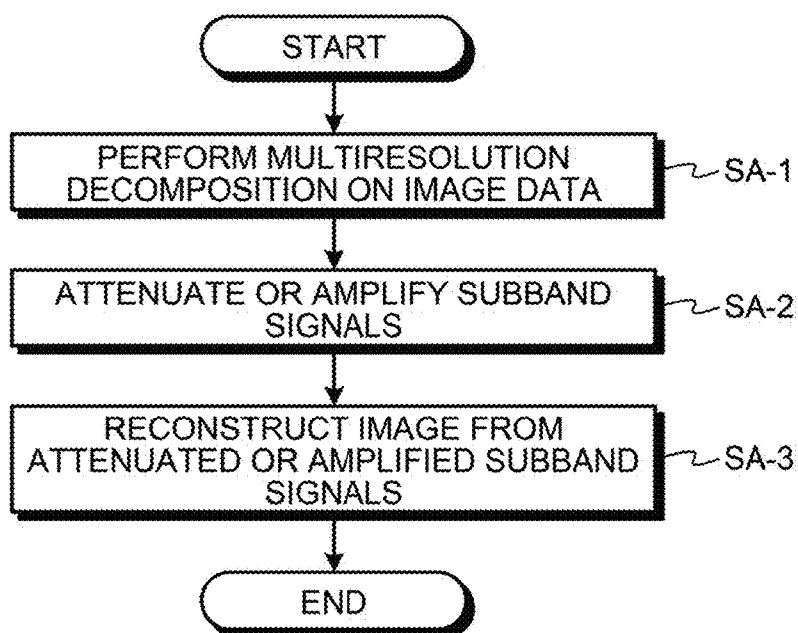 START
PERFORM MULTIRESOLUTION
DECOMPOSITION ON IMAGE DATA
SA-1
ATTENUATE OR AMPLIFY SUBBAND
SIGNALS
SA-2
RECONSTRUCT IMAGE FROM
ATTENUATED OR AMPLIFIED SUBBAND
SIGNALS
SA-3
END